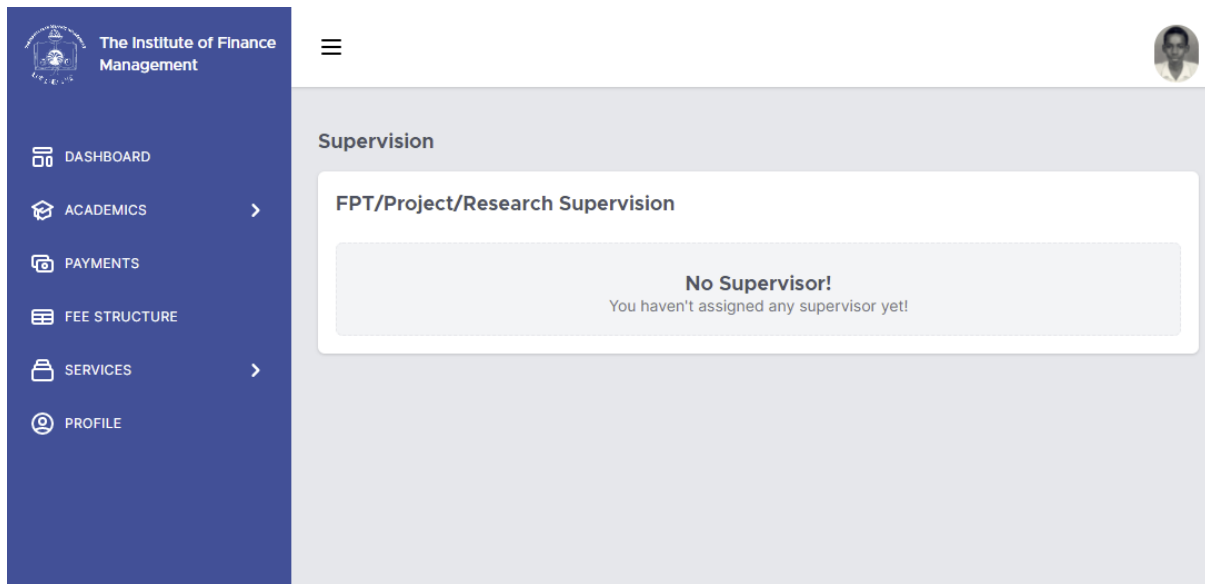 The Institute of Finance
Management
DASHBOARD
ACADEMICS
PAYMENTS
FEE STRUCTURE
SERVICES
PROFILE
Supervision
FPT/Project/Research Supervision
No Supervisor!
You haven't assigned any supervisor yet!